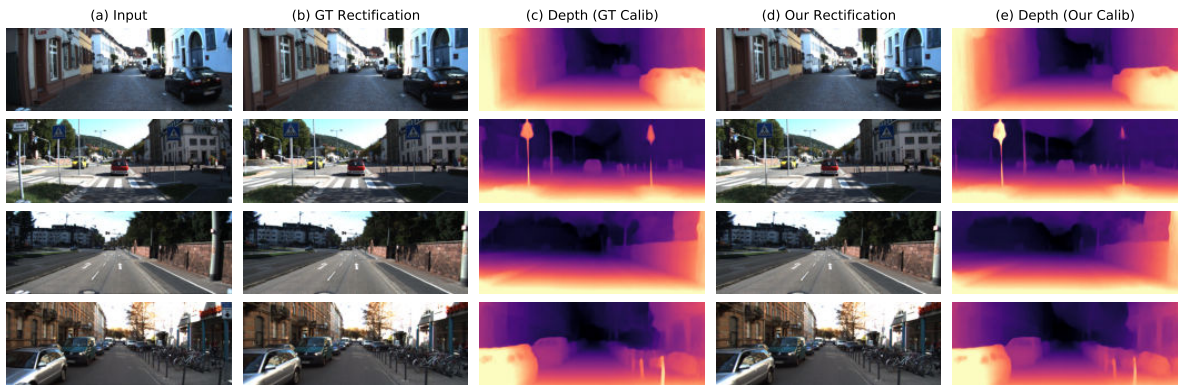 (a) Input
(b) GT Rectification
(c) Depth (GT Calib)
(d) Our Rectification
(e) Depth (Our Calib)